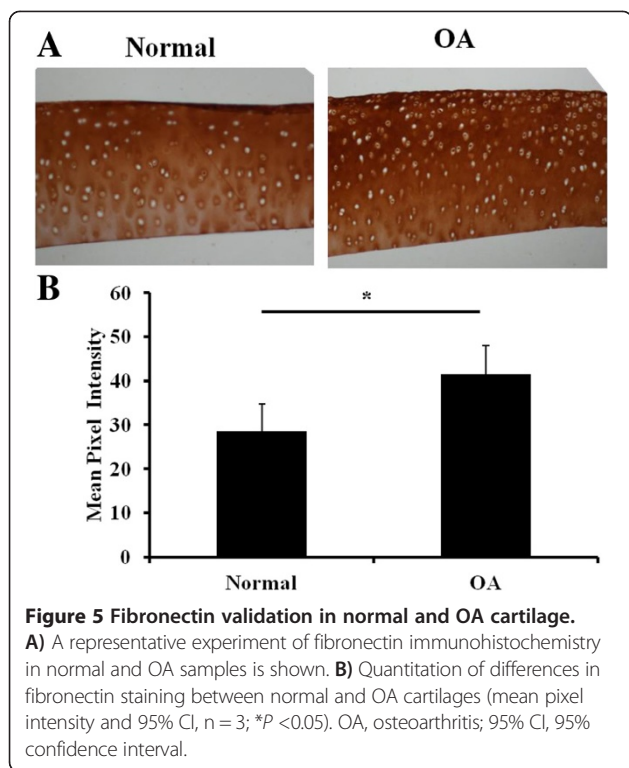 A
Normal
OA
B
60
50
40
30
20
10
0
Mean Pixel Intensity
*
Normal
OA
Figure 5 Fibronectin validation in normal and OA cartilage.
A) A representative experiment of fibronectin immunohistochemistry
in normal and OA samples is shown. B) Quantitation of differences in
fibronectin staining between normal and OA cartilages (mean pixel
intensity and 95% CI, n = 3; *P <0.05). OA, osteoarthritis; 95% CI, 95%
confidence interval.